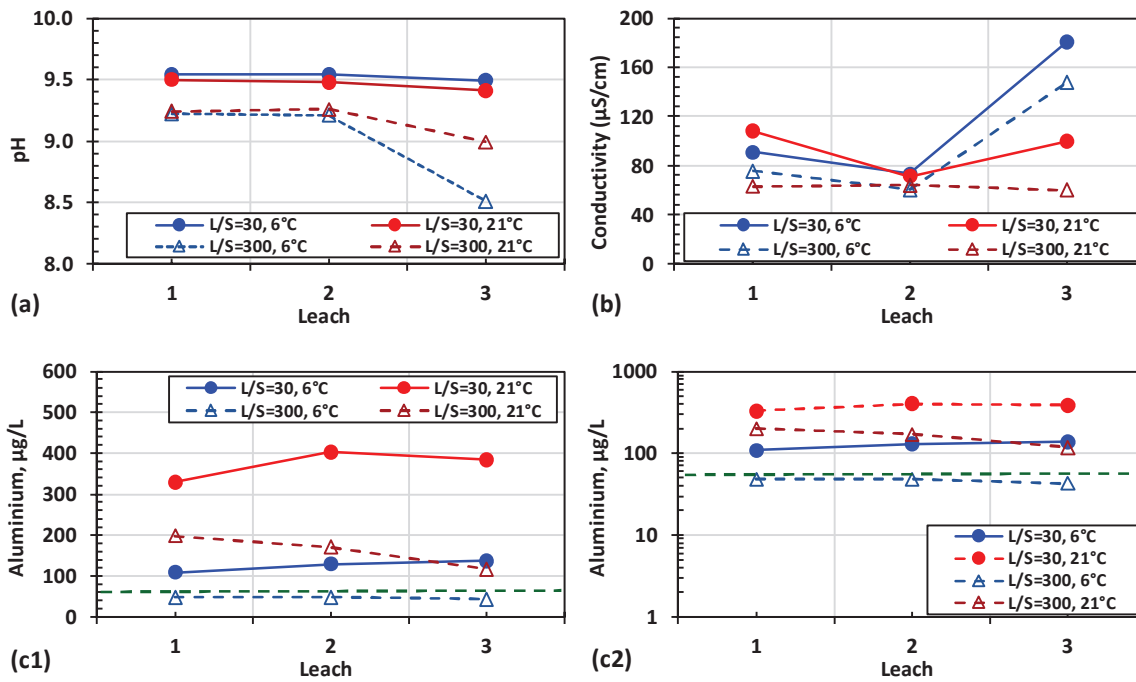 10.0
9.5
9.0
8.5
8.0
pH
L/S=30, 6°C
L/S=30, 21°C
L/S=300, 6°C
L/S=300, 21°C
1
2
3
Leach
(a)
200
160
120
80
40
0
Conductivity (µS/cm)
L/S=30, 6°C
L/S=30, 21°C
L/S=300, 6°C
L/S=300, 21°C
1
2
3
Leach
(b)
600
500
400
300
200
100
0
Aluminium, µg/L
L/S=30, 6°C
L/S=30, 21°C
L/S=300, 6°C
L/S=300, 21°C
1
2
3
Leach
(c1)
1000
100
10
1
Aluminium, µg/L
L/S=30, 6°C
L/S=30, 21°C
L/S=300, 6°C
L/S=300, 21°C
1
2
3
Leach
(c2)